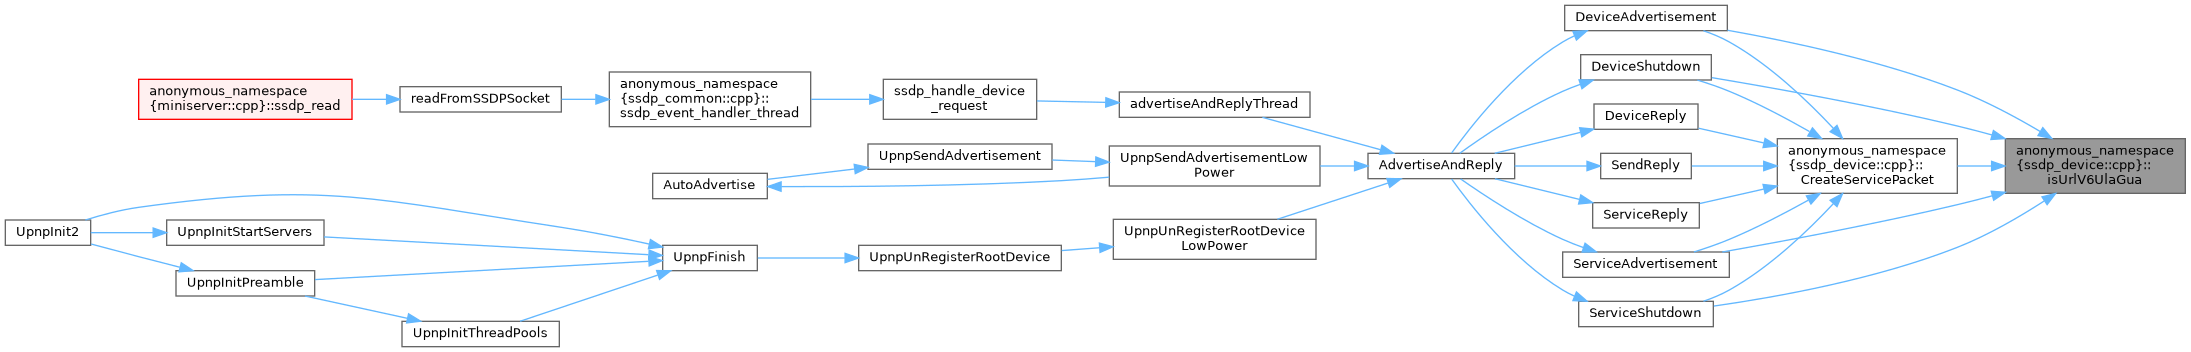 DeviceAdvertisement
DeviceShutdown
anonymous_namespace
{miniserver::cpp}::ssdp_read
readFromSSDPSocket
anonymous_namespace
{ssdp_common::cpp}::
ssdp_event_handler_thread
ssdp_handle_device
_request
advertiseAndReplyThread
DeviceReply
UpnpSendAdvertisement
UpnpSendAdvertisementLow
Power
AdvertiseAndReply
SendReply
anonymous_namespace
{ssdp_device::cpp}::
CreateServicePacket
anonymous_namespace
{ssdp_device::cpp}::
isUrlV6UlaGua
AutoAdvertise
ServiceReply
UpnpInit2
UpnpInitStartServers
UpnpFinish
UpnpUnRegisterRootDevice
UpnpUnRegisterRootDevice
LowPower
ServiceAdvertisement
UpnpInitPreamble
ServiceShutdown
UpnpInitThreadPools